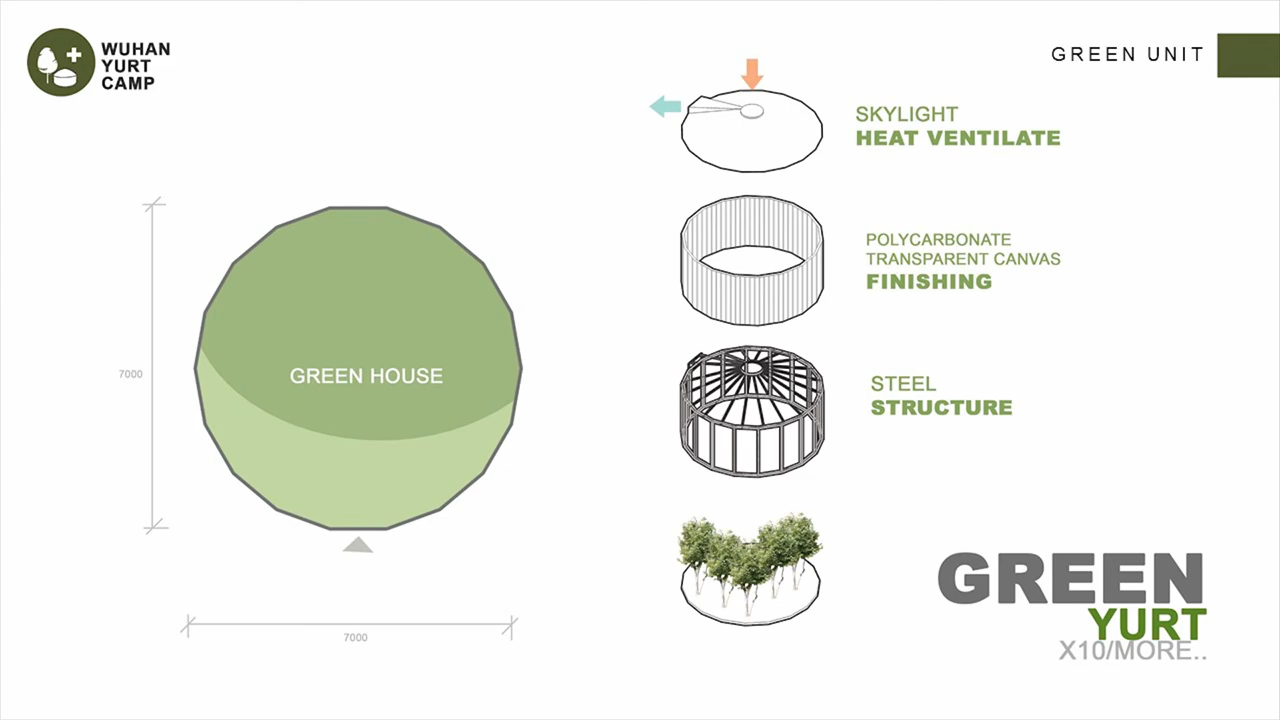 WUHAN
YURT
CAMP
GREEN UNIT
SKYLIGHT
HEAT VENTILATE
POLYCARBONATE
TRANSPARENT CANVAS
FINISHING
7000
GREEN HOUSE
STEEL
STRUCTURE
7000
GREEN
YURT
X10/MORE..